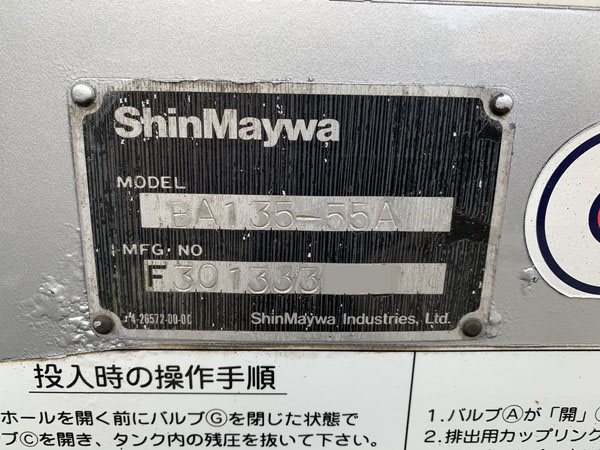 ShinMaywa
MODEL
BA135-55A
MFG. NO
F301333
ShinMaywa Industries, Ltd.
投入時の操作手順
ホールを開く前にバルブⒼを閉じた状態で
ブⒸを開き、タンク内の残圧を抜いて下さい。
1.バルブⒶが「開」
2.排出用カップリング